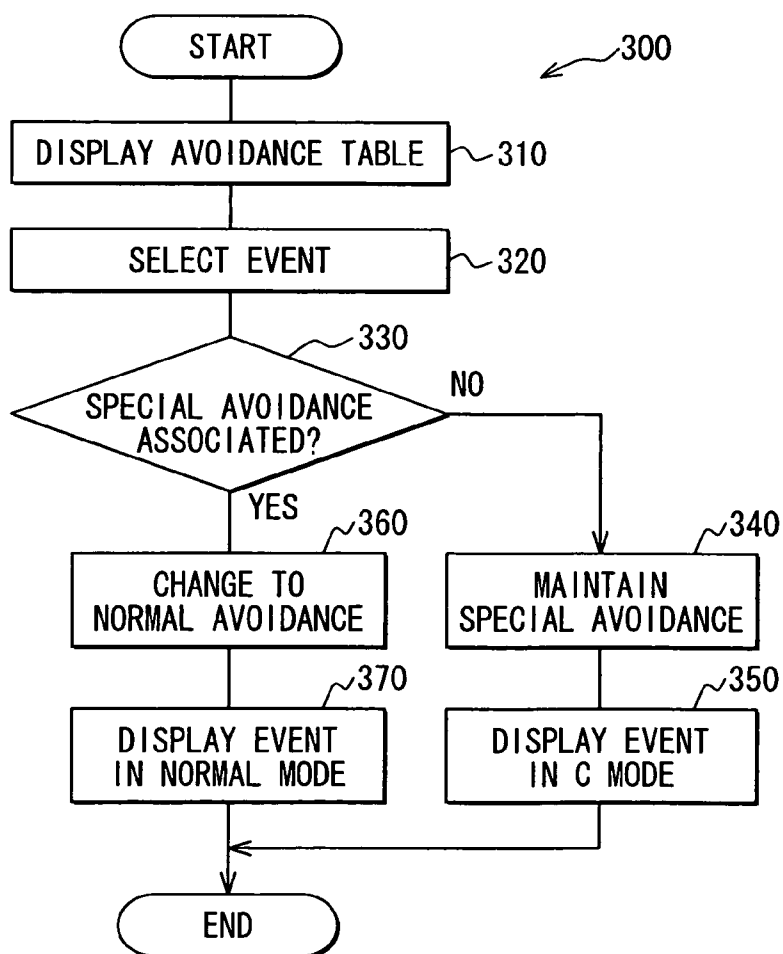 START
300
DISPLAY AVOIDANCE TABLE
310
SELECT EVENT
320
330
SPECIAL AVOIDANCE
ASSOCIATED?
NO
YES
360
CHANGE TO
NORMAL AVOIDANCE
340
MAINTAIN
SPECIAL AVOIDANCE
370
DISPLAY EVENT
IN NORMAL MODE
350
DISPLAY EVENT
IN C MODE
END